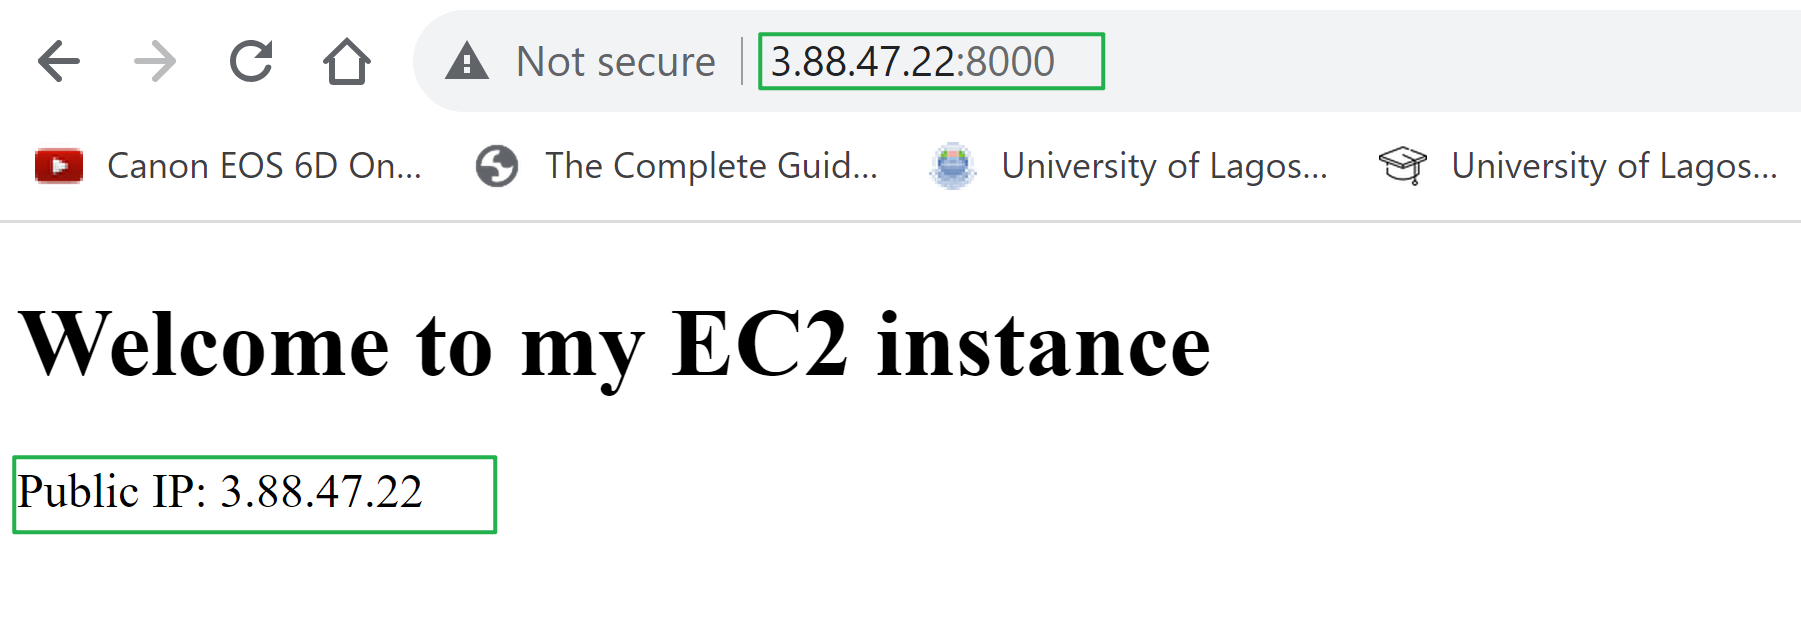 Not secure 3.88.47.22:8000
Canon EOS 6D On... The Complete Guid... University of Lagos... University of Lagos...
Welcome to my EC2 instance
Public IP: 3.88.47.22